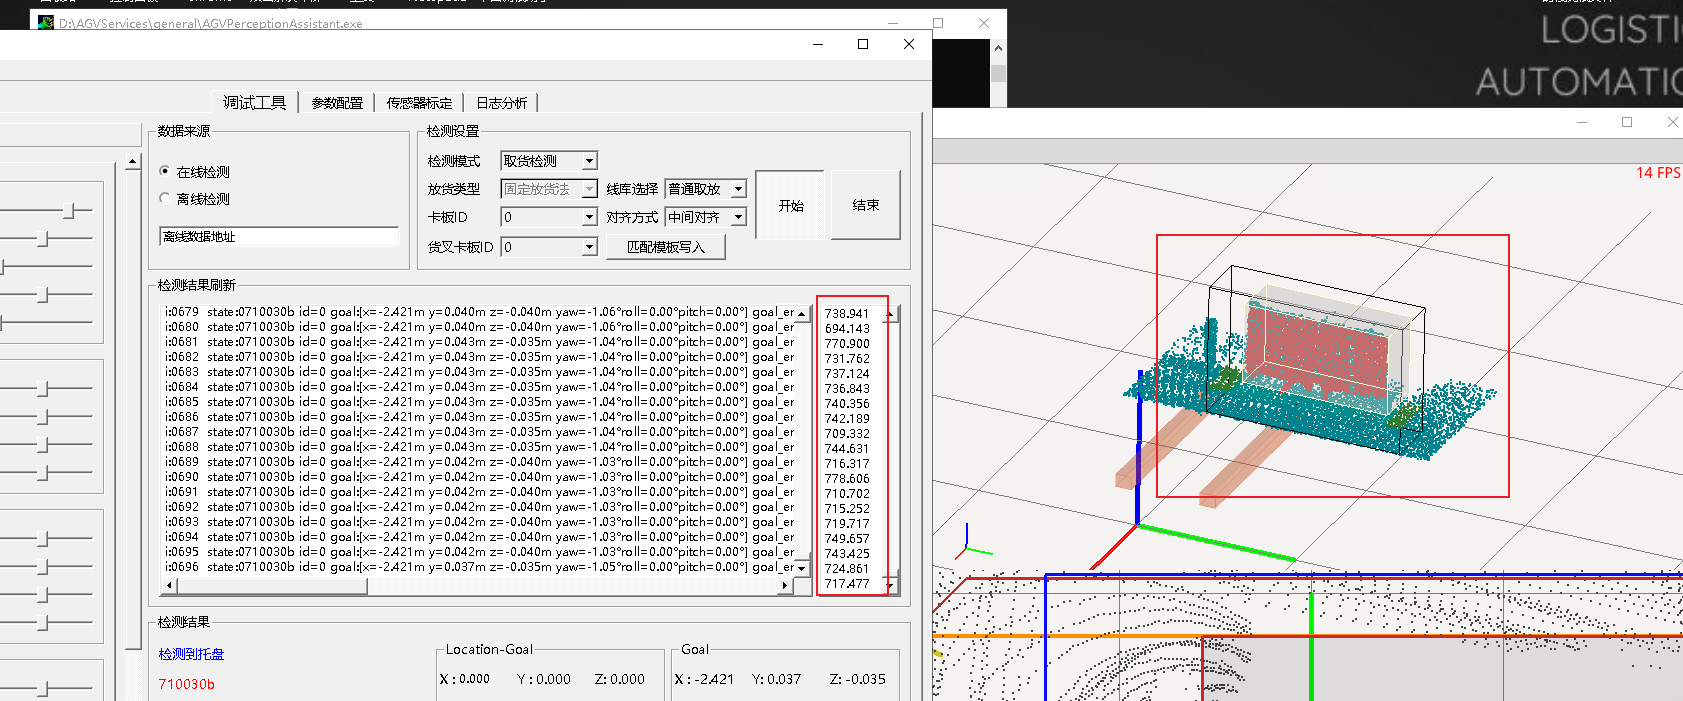 D:\AGVServices\general\AGVPerceptionAssistant.exe
LOGISTI
AUTOMATIC
调试工具
参数配置
传感器标定
日志分析
数据来源
在线检测
离线检测
离线数据地址
检测设置
检测模式
取货检测
放货类型
固定放货法
线库选择
普通取放
卡板ID
0
对齐方式
中间对齐
货叉卡板ID
0
匹配模板写入
开始
结束
14 FPS
检测结果刷新
i:0679 state:0710030b id=0 goal:[x=-2.421m y=0.040m z=-0.040m yaw=-1.06°roll=0.00°pitch=0.00°] goal_er
i:0680 state:0710030b id=0 goal:[x=-2.421m y=0.040m z=-0.040m yaw=-1.06°roll=0.00°pitch=0.00°] goal_er
i:0681 state:0710030b id=0 goal:[x=-2.421m y=0.043m z=-0.035m yaw=-1.04°roll=0.00°pitch=0.00°] goal_er
i:0682 state:0710030b id=0 goal:[x=-2.421m y=0.043m z=-0.035m yaw=-1.04°roll=0.00°pitch=0.00°] goal_er
i:0683 state:0710030b id=0 goal:[x=-2.421m y=0.043m z=-0.035m yaw=-1.04°roll=0.00°pitch=0.00°] goal_er
i:0684 state:0710030b id=0 goal:[x=-2.421m y=0.043m z=-0.035m yaw=-1.04°roll=0.00°pitch=0.00°] goal_er
i:0685 state:0710030b id=0 goal:[x=-2.421m y=0.043m z=-0.035m yaw=-1.04°roll=0.00°pitch=0.00°] goal_er
i:0686 state:0710030b id=0 goal:[x=-2.421m y=0.043m z=-0.035m yaw=-1.04°roll=0.00°pitch=0.00°] goal_er
i:0687 state:0710030b id=0 goal:[x=-2.421m y=0.043m z=-0.035m yaw=-1.04°roll=0.00°pitch=0.00°] goal_er
i:0688 state:0710030b id=0 goal:[x=-2.421m y=0.043m z=-0.035m yaw=-1.04°roll=0.00°pitch=0.00°] goal_er
i:0689 state:0710030b id=0 goal:[x=-2.421m y=0.042m z=-0.040m yaw=-1.03°roll=0.00°pitch=0.00°] goal_er
i:0690 state:0710030b id=0 goal:[x=-2.421m y=0.042m z=-0.040m yaw=-1.03°roll=0.00°pitch=0.00°] goal_er
i:0691 state:0710030b id=0 goal:[x=-2.421m y=0.042m z=-0.040m yaw=-1.03°roll=0.00°pitch=0.00°] goal_er
i:0692 state:0710030b id=0 goal:[x=-2.421m y=0.042m z=-0.040m yaw=-1.03°roll=0.00°pitch=0.00°] goal_er
i:0693 state:0710030b id=0 goal:[x=-2.421m y=0.042m z=-0.040m yaw=-1.03°roll=0.00°pitch=0.00°] goal_er
i:0694 state:0710030b id=0 goal:[x=-2.421m y=0.042m z=-0.040m yaw=-1.03°roll=0.00°pitch=0.00°] goal_er
i:0695 state:0710030b id=0 goal:[x=-2.421m y=0.042m z=-0.040m yaw=-1.03°roll=0.00°pitch=0.00°] goal_er
i:0696 state:0710030b id=0 goal:[x=-2.421m y=0.037m z=-0.035m yaw=-1.05°roll=0.00°pitch=0.00°] goal_er
738.941
694.143
770.900
731.762
737.124
736.843
740.356
742.189
709.332
744.631
716.317
778.606
710.702
715.252
719.717
749.657
743.425
724.861
717.477
检测结果
检测到托盘
710030b
Location-Goal
X : 0.000 Y : 0.000 Z: 0.000
Goal
X : -2.421 Y: 0.037 Z: -0.035